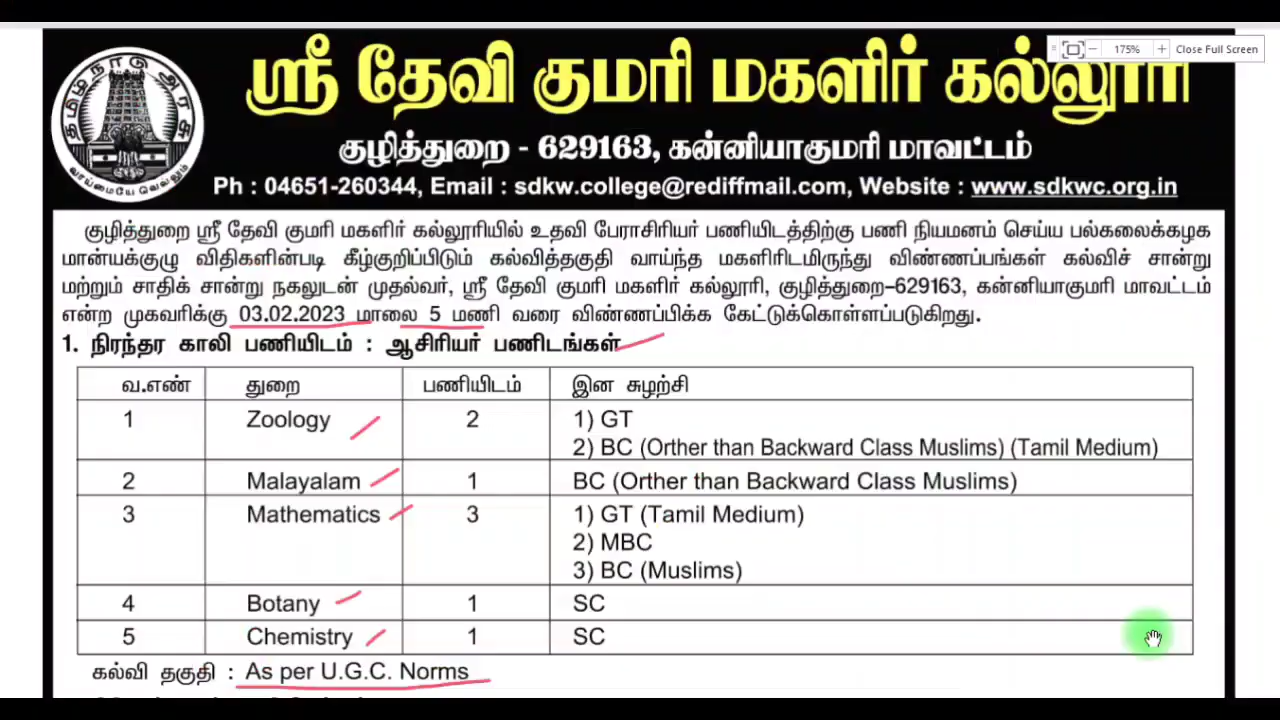 ஸ்ரீ தேவி குமரி மகளிர் கல்லூரி
175%
Close Full Screen
தமிழ்நாடு அரசு
வாய்மையே வெல்லும்
குழித்துறை - 629163, கன்னியாகுமரி மாவட்டம்
Ph : 04651-260344, Email : sdkw.college@rediffmail.com, Website : www.sdkwc.org.in
குழித்துறை ஸ்ரீ தேவி குமரி மகளிர் கல்லூரியில் உதவி பேராசிரியர் பணியிடத்திற்கு பணி நியமனம் செய்ய பல்கலைக்கழக
மான்யக்குழு விதிகளின்படி கீழ்குறிப்பிடும் கல்வித்தகுதி வாய்ந்த மகளிரிடமிருந்து விண்ணப்பங்கள் கல்விச் சான்று
மற்றும் சாதிக் சான்று நகலுடன் முதல்வர், ஸ்ரீ தேவி குமரி மகளிர் கல்லூரி, குழித்துறை-629163, கன்னியாகுமரி மாவட்டம்
என்ற முகவரிக்கு 03.02.2023 மாலை 5 மணி வரை விண்ணப்பிக்க கேட்டுக்கொள்ளப்படுகிறது.
1. நிரந்தர காலி பணியிடம் : ஆசிரியர் பணிடங்கள்
வ.எண் துறை பணியிடம் இன சுழற்சி
1 Zoology 2 1) GT
2) BC (Orther than Backward Class Muslims) (Tamil Medium)
2 Malayalam 1 BC (Orther than Backward Class Muslims)
3 Mathematics 3 1) GT (Tamil Medium)
2) MBC
3) BC (Muslims)
4 Botany 1 SC
5 Chemistry 1 SC
கல்வி தகுதி : As per U.G.C. Norms